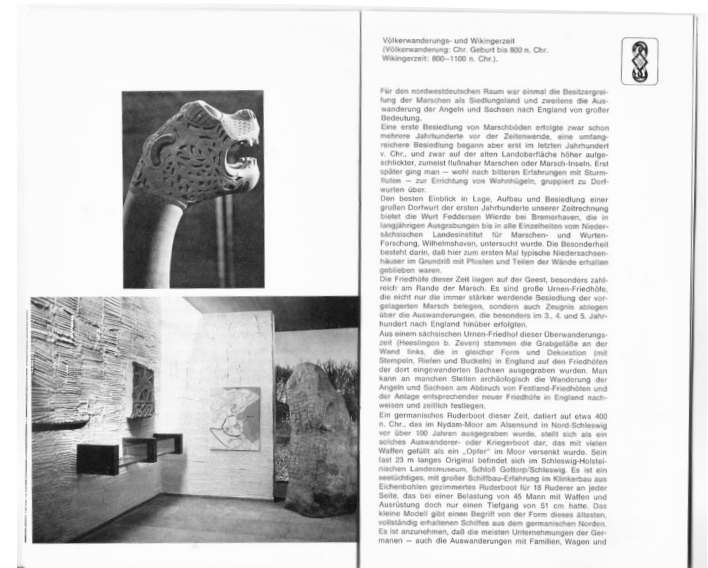 Völkerwanderungs- und Wikingerzeit
(Völkerwanderung: Chr. Geburt bis 800 n. Chr.
Wikingerzeit: 800–1100 n. Chr.).
Für den nordwestdeutschen Raum war einmal die Besitzergrei-
fung der Marschen als Siedlungsland und zweitens die Aus-
wanderung der Angeln und Sachsen nach England von großer
Bedeutung.
Eine erste Besiedlung von Marschböden erfolgte zwar schon
mehrere Jahrhunderte vor der Zeitenwende, eine umfang-
reichere Besiedlung begann aber erst im letzten Jahrhundert
v. Chr., und zwar auf der alten Landoberfläche höher aufge-
schlickter, zumeist flußnaher Marschen oder Marsch-Inseln. Erst
später ging man — wohl nach bitteren Erfahrungen mit Sturm-
fluten — zur Errichtung von Wohnhügeln, gruppiert zu Dorf-
wurten über.
Den besten Einblick in Lage, Aufbau und Besiedlung einer
großen Dorfwurt der ersten Jahrhunderte unserer Zeitrechnung
bietet die Wurt Feddersen Wierde bei Bremerhaven, die in
langjährigen Ausgrabungen bis in alle Einzelheiten vom Nieder-
sächsischen Landesinstitut für Marschen- und Wurten-
Forschung, Wilhelmshaven, untersucht wurde. Die Besonderheit
besteht darin, daß hier zum ersten Mal typische Niedersachsen-
häuser im Grundriß mit Pfosten und Teilen der Wände erhalten
geblieben waren.
Die Friedhöfe dieser Zeit liegen auf der Geest, besonders zahl-
reich am Rande der Marsch. Es sind große Urnen-Friedhöfe,
die nicht nur die immer stärker werdende Besiedlung der vor-
gelagerten Marsch belegen, sondern auch Zeugnis ablegen
über die Auswanderungen, die besonders im 3., 4. und 5. Jahr-
hundert nach England hinüber erfolgten.
Aus einem sächsischen Urnen-Friedhof dieser Überwanderungs-
zeit (Heeslingen b. Zeven) stammen die Grabgefäße an der
Wand links, die in gleicher Form und Dekoration (mit
Stempeln, Riefen und Buckeln) in England auf den Friedhöfen
der dort eingewanderten Sachsen ausgegraben wurden. Man
kann an manchen Stellen archäologisch die Wanderung der
Angeln und Sachsen am Abbruch von Festland-Friedhöfen und
der Anlage entsprechender neuer Friedhöfe in England nach-
weisen und zeitlich festlegen.
Ein germanisches Ruderboot dieser Zeit, datiert auf etwa 400
n. Chr., das im Nydam-Moor am Alsensund in Nord-Schleswig
vor über 100 Jahren ausgegraben wurde, stellt sich als ein
solches Auswanderer- oder Kriegerboot dar, das mit vielen
Waffen gefüllt als ein „Opfer" im Moor versenkt wurde. Sein
fast 23 m langes Original befindet sich im Schleswig-Holstei-
nischen Landesmuseum, Schloß Gottorp/Schleswig. Es ist ein
seetüchtiges, mit großer Schiffbau-Erfahrung im Klinkerbau aus
Eichenbohlen gezimmertes Ruderboot für 18 Ruderer an jeder
Seite, das bei einer Belastung von 45 Mann mit Waffen und
Ausrüstung doch nur einen Tiefgang von 51 cm hatte. Das
kleine Modell gibt einen Begriff von der Form dieses ältesten,
vollständig erhaltenen Schiffes aus dem germanischen Norden.
Es ist anzunehmen, daß die meisten Unternehmungen der Ger-
manen — auch die Auswanderungen mit Familien, Wagen und